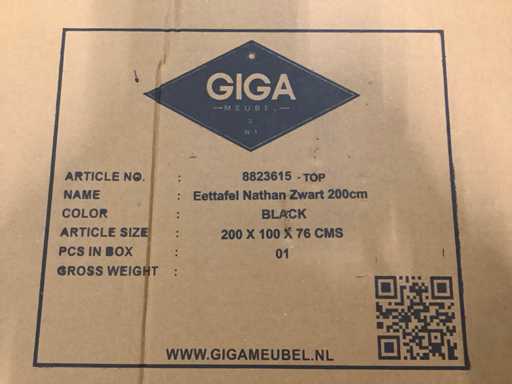 GIGA
MEUBEL
ARTICLE NO. : 8823615 - TOP
NAME : Eettafel Nathan Zwart 200cm
COLOR : BLACK
ARTICLE SIZE : 200 X 100 X 76 CMS
PCS IN BOX : 01
GROSS WEIGHT :
WWW.GIGAMEUBEL.NL